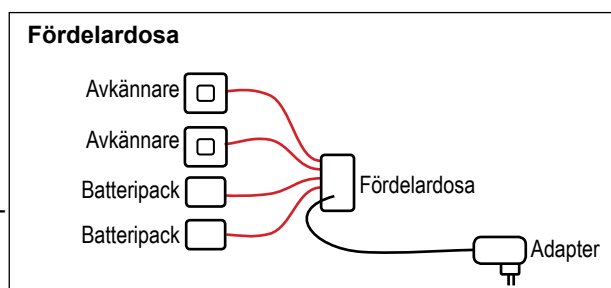 Fördelardosa
Avkännare
Avkännare
Batteripack
Fördelardosa
Batteripack
Adapter